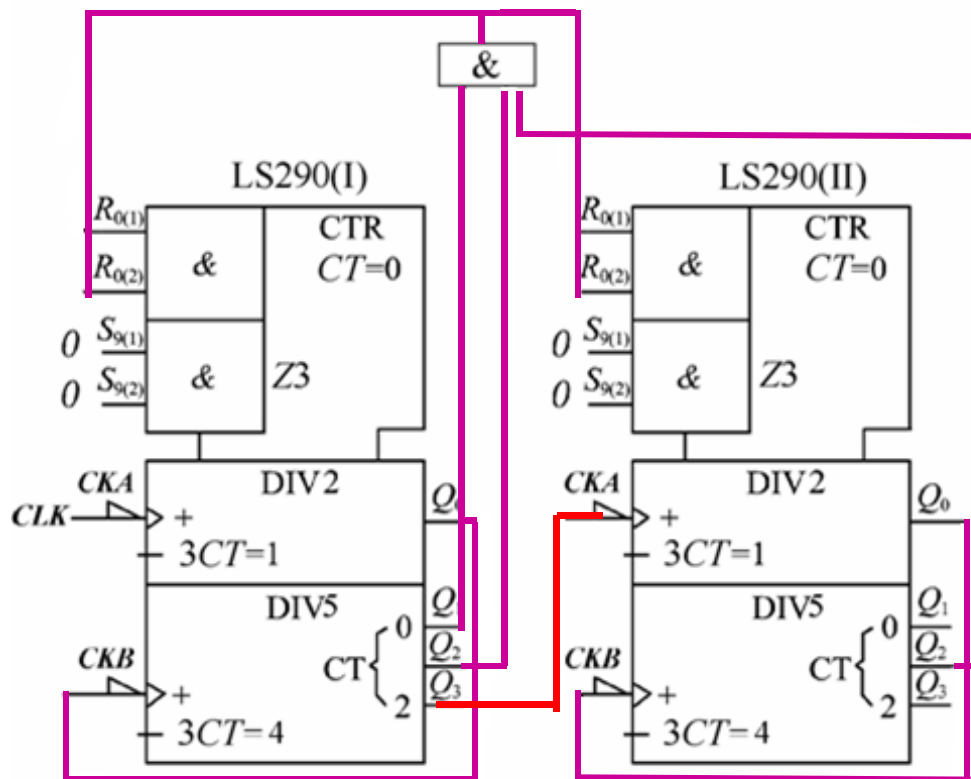 &
LS290(I)
R0(1)
R0(2)
0 S9(1)
0 S9(2)
&
&
CTR
CT=0
Z3
CLK
CKA
+
3CT=1
DIV2
DIV5
CKB
+
3CT=4
CT
0
2
Q2
Q3
LS290(II)
R0(1)
R0(2)
0 S9(1)
0 S9(2)
&
&
CTR
CT=0
Z3
CKA
+
3CT=1
DIV2
Q0
DIV5
CKB
+
3CT=4
CT
0
2
Q1
Q2
Q3